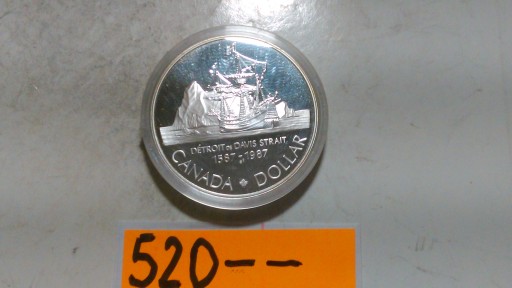 DÉTROIT DE DAVIS STRAIT,
1587-1987
CANADA DOLLAR
520--